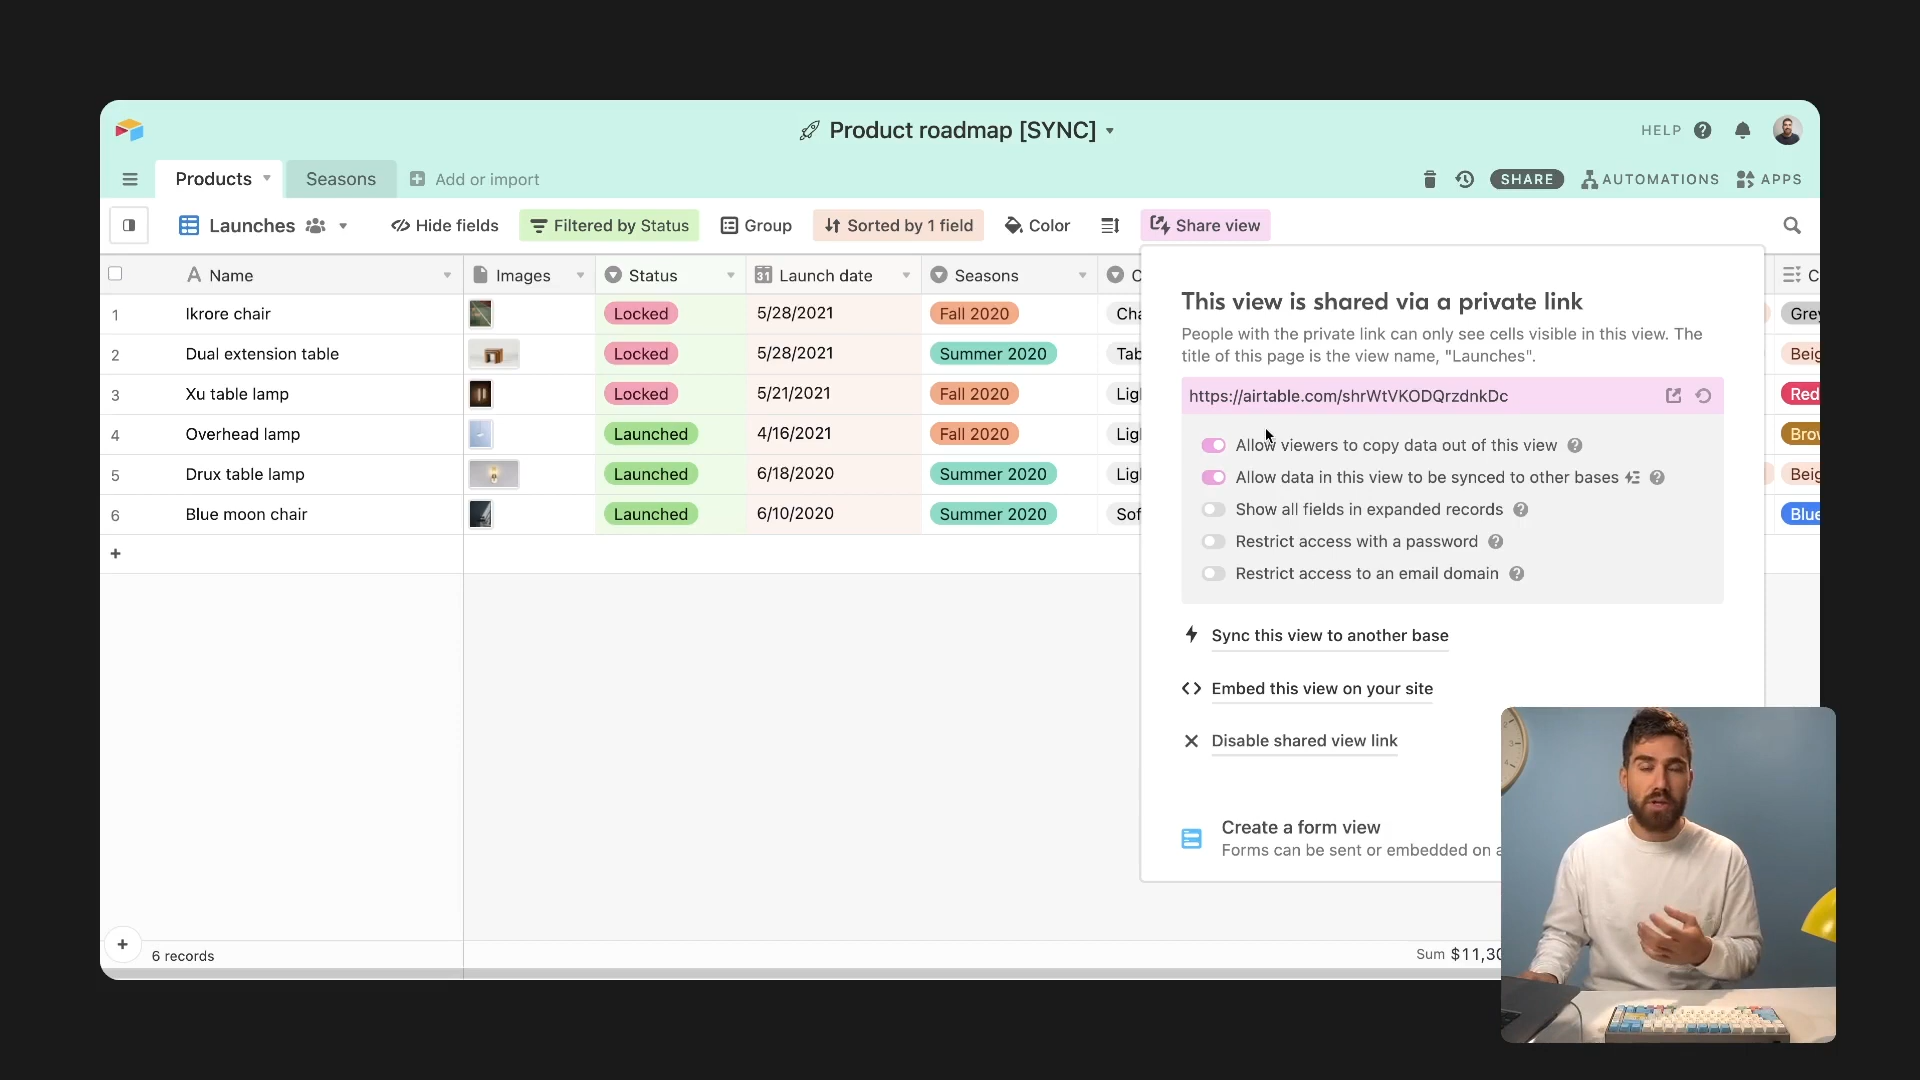 Product roadmap [SYNC]
HELP
Products
Seasons
Add or import
SHARE
AUTOMATIONS
APPS
Launches
Hide fields
Filtered by Status
Group
Sorted by 1 field
Color
Share view
Name
Images
Status
31 Launch date
Seasons
C
C
1 Ikrore chair Locked 5/28/2021 Fall 2020 Cha Grey
2 Dual extension table Locked 5/28/2021 Summer 2020 Tab Beig
3 Xu table lamp Locked 5/21/2021 Fall 2020 Lig Red
4 Overhead lamp Launched 4/16/2021 Fall 2020 Lig Brow
5 Drux table lamp Launched 6/18/2020 Summer 2020 Lig Beig
6 Blue moon chair Launched 6/10/2020 Summer 2020 Sof Blue
This view is shared via a private link
People with the private link can only see cells visible in this view. The
title of this page is the view name, "Launches".
https://airtable.com/shrWtVKODQrzdnkDc
Allow viewers to copy data out of this view
Allow data in this view to be synced to other bases
Show all fields in expanded records
Restrict access with a password
Restrict access to an email domain
Sync this view to another base
Embed this view on your site
Disable shared view link
Create a form view
Forms can be sent or embedded on a
6 records
Sum $11,30